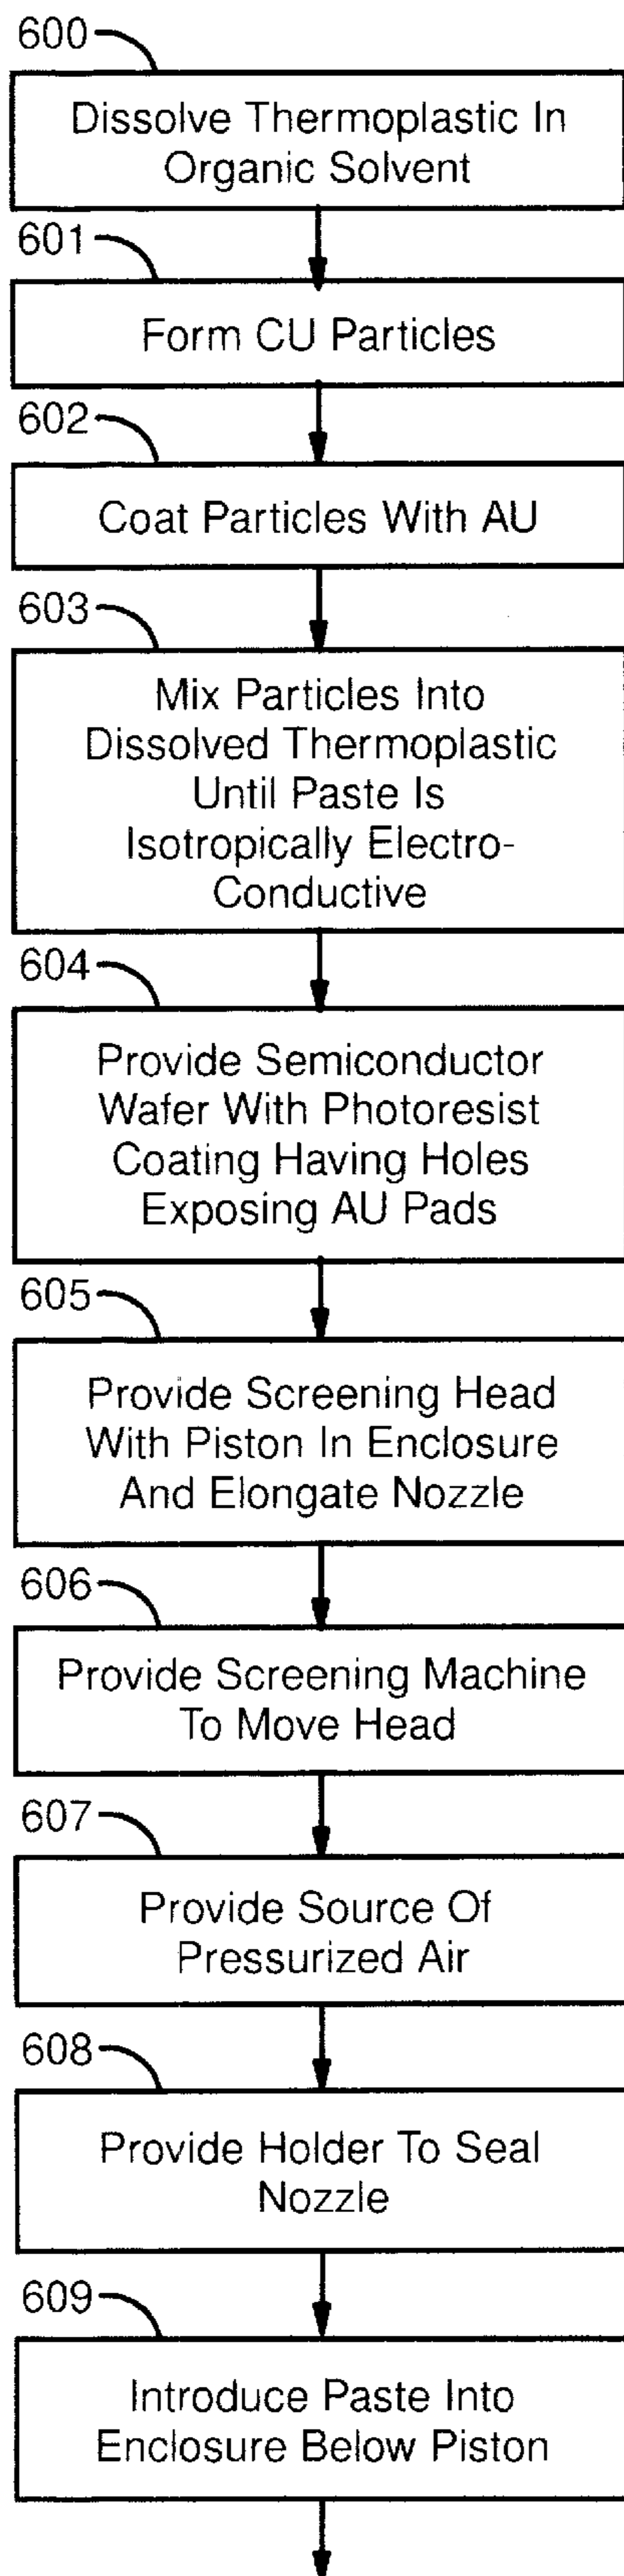 600
Dissolve Thermoplastic In
Organic Solvent
601
Form CU Particles
602
Coat Particles With AU
603
Mix Particles Into
Dissolved Thermoplastic
Until Paste Is
Isotropically Electro-
Conductive
604
Provide Semiconductor
Wafer With Photoresist
Coating Having Holes
Exposing AU Pads
605
Provide Screening Head
With Piston In Enclosure
And Elongate Nozzle
606
Provide Screening Machine
To Move Head
607
Provide Source Of
Pressurized Air
608
Provide Holder To Seal
Nozzle
609
Introduce Paste Into
Enclosure Below Piston